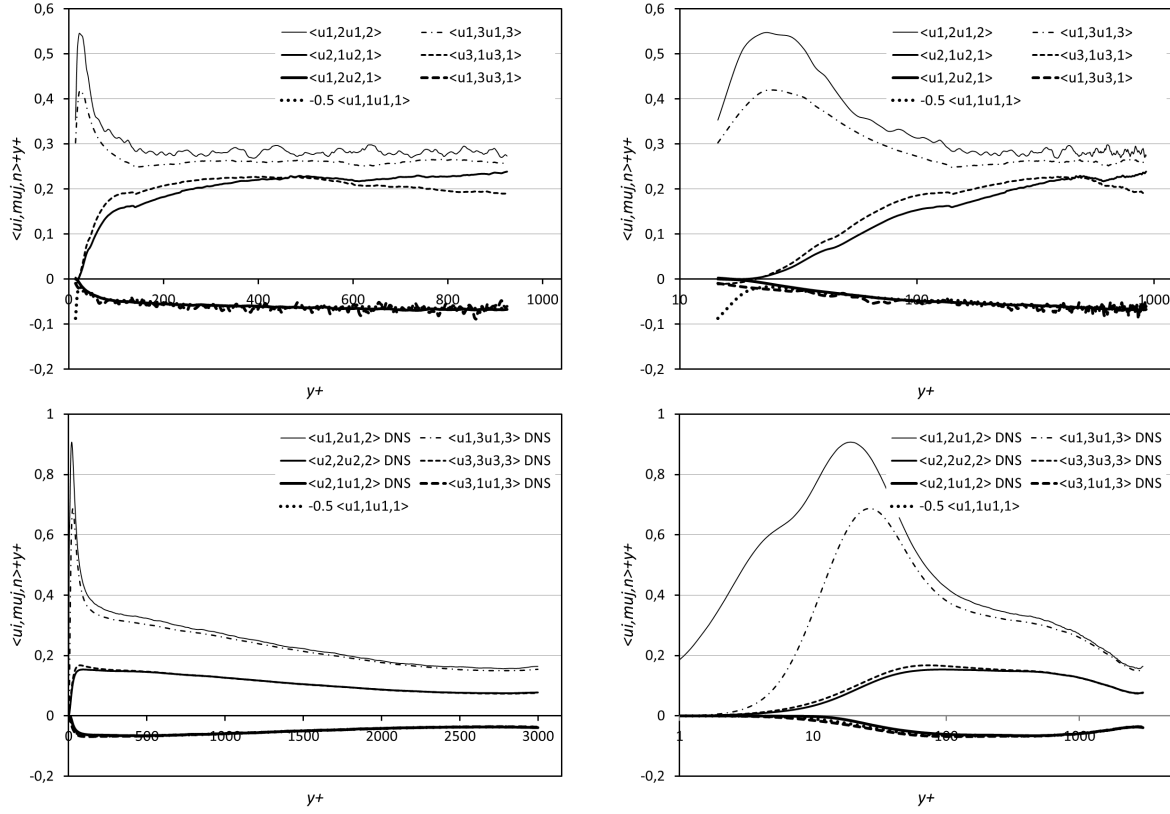 0,6
0,5
0,4
0,3
0,2
0,1
0
-0,1
-0,2
<ui,muj,n>+y+
<u1,2u1,2> <u1,3u1,3>
<u2,1u2,1> <u3,1u3,1>
<u1,2u2,1> <u1,3u3,1>
-0.5 <u1,1u1,1>
0 200 400 600 800 1000
y+
0,6
0,5
0,4
0,3
0,2
0,1
0
-0,1
-0,2
<ui,muj,n>+y+
<u1,2u1,2> <u1,3u1,3>
<u2,1u2,1> <u3,1u3,1>
<u1,2u2,1> <u1,3u3,1>
-0.5 <u1,1u1,1>
10 100 1000
y+
1
0,8
0,6
0,4
0,2
0
-0,2
<ui,muj,n>+y+
<u1,2u1,2> DNS <u1,3u1,3> DNS
<u2,2u2,2> DNS <u3,3u3,3> DNS
<u2,1u1,2> DNS <u3,1u1,3> DNS
-0.5 <u1,1u1,1>
0 500 1000 1500 2000 2500 3000
y+
1
0,8
0,6
0,4
0,2
0
-0,2
<ui,muj,n>+y+
<u1,2u1,2> DNS <u1,3u1,3> DNS
<u2,2u2,2> DNS <u3,3u3,3> DNS
<u2,1u1,2> DNS <u3,1u1,3> DNS
-0.5 <u1,1u1,1>
1 10 100 1000
y+